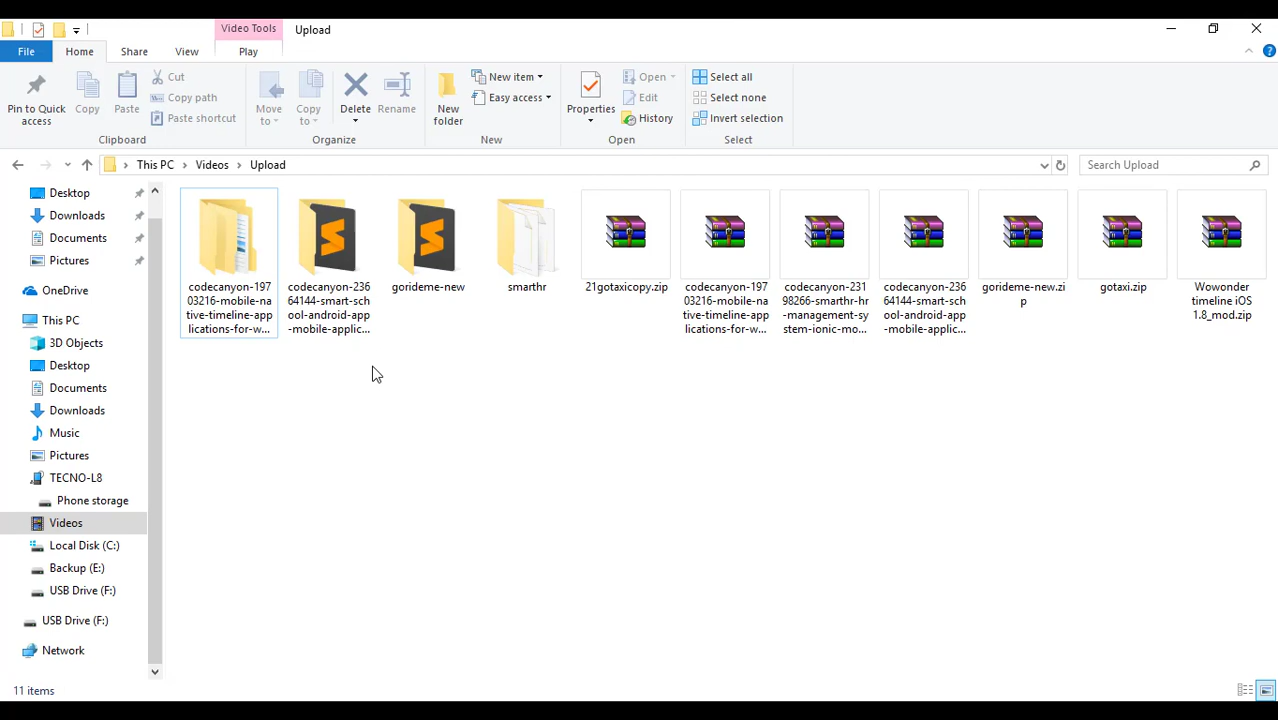 Video Tools
Upload
File
Home
Share
View
Play
Pin to Quick
access
Copy
Paste
Cut
Copy path
Paste shortcut
Clipboard
Move
to
Copy
to
Delete
Rename
Organize
New
folder
New item
Easy access
New
Properties
Open
Edit
History
Open
Select all
Select none
Invert selection
Select
This PC
Videos
Upload
Search Upload
Desktop
Downloads
Documents
Pictures
OneDrive
This PC
3D Objects
Desktop
Documents
Downloads
Music
Pictures
TECNO-L8
Phone storage
Videos
Local Disk (C:)
Backup (E:)
USB Drive (F:)
USB Drive (F:)
Network
codecanyon-197
03216-mobile-na
tive-timeline-app
lications-for-w...
codecanyon-236
64144-smart-sch
ool-android-app
-mobile-applic...
gorideme-new
smarthr
21gotaxicopy.zip
codecanyon-197
03216-mobile-na
tive-timeline-app
lications-for-w...
codecanyon-231
98266-smarthr-hr
-management-sy
stem-ionic-mo...
codecanyon-236
64144-smart-sch
ool-android-app
-mobile-applic...
gorideme-new.zi
p
gotaxi.zip
Wowonder
timeline iOS
1.8_mod.zip
11 items